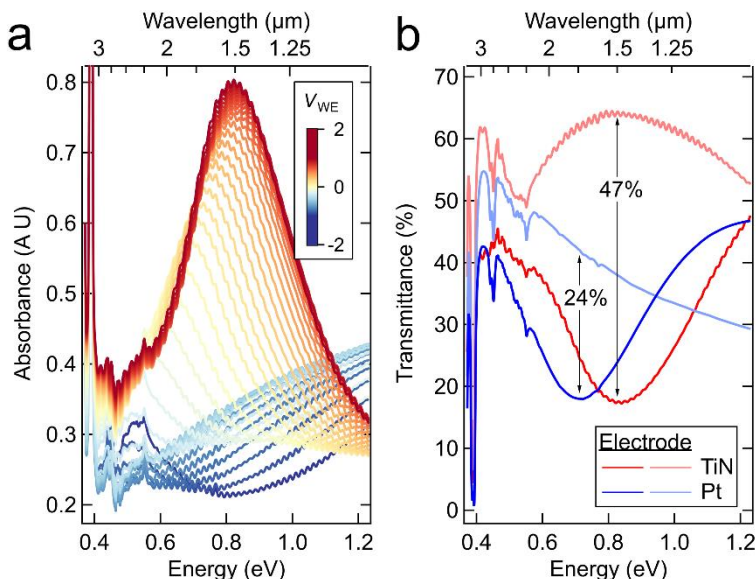 a
Wavelength (µm)
3 2 1.5 1.25
0.8
0.7
0.6
0.5
0.4
0.3
0.2
Absorbance (A U)
V_WE
2
0
-2
0.4 0.6 0.8 1.0 1.2
Energy (eV)
b
Wavelength (µm)
3 2 1.5 1.25
70
60
50
40
30
20
10
0
Transmittance (%)
47%
24%
Electrode
TiN
Pt
0.4 0.6 0.8 1.0 1.2
Energy (eV)